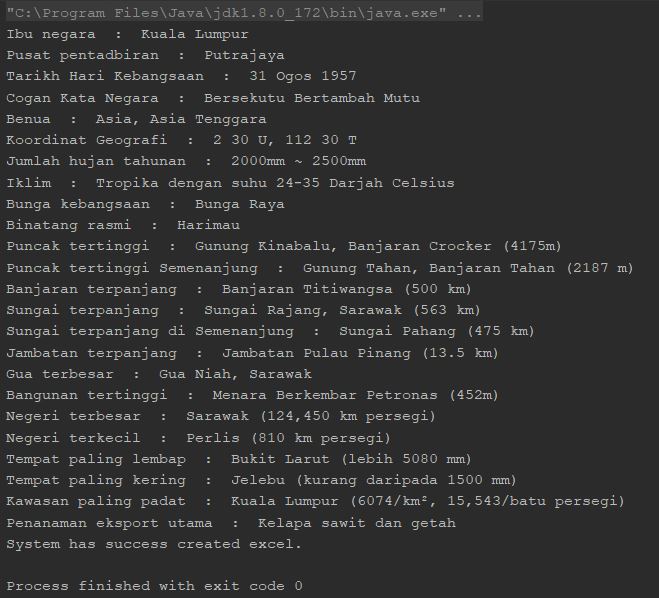 "C:\Program Files\Java\jdk1.8.0_172\bin\java.exe" ...
Ibu negara  :  Kuala Lumpur
Pusat pentadbiran  :  Putrajaya
Tarikh Hari Kebangsaan  :  31 Ogos 1957
Cogan Kata Negara  :  Bersekutu Bertambah Mutu
Benua  :  Asia, Asia Tenggara
Koordinat Geografi  :  2 30 U, 112 30 T
Jumlah hujan tahunan  :  2000mm ~ 2500mm
Iklim  :  Tropika dengan suhu 24-35 Darjah Celsius
Bunga kebangsaan  :  Bunga Raya
Binatang rasmi  :  Harimau
Puncak tertinggi  :  Gunung Kinabalu, Banjaran Crocker (4175m)
Puncak tertinggi Semenanjung  :  Gunung Tahan, Banjaran Tahan (2187 m)
Banjaran terpanjang  :  Banjaran Titiwangsa (500 km)
Sungai terpanjang  :  Sungai Rajang, Sarawak (563 km)
Sungai terpanjang di Semenanjung  :  Sungai Pahang (475 km)
Jambatan terpanjang  :  Jambatan Pulau Pinang (13.5 km)
Gua terbesar  :  Gua Niah, Sarawak
Bangunan tertinggi  :  Menara Berkembar Petronas (452m)
Negeri terbesar  :  Sarawak (124,450 km persegi)
Negeri terkecil  :  Perlis (810 km persegi)
Tempat paling lembap  :  Bukit Larut (lebih 5080 mm)
Tempat paling kering  :  Jelebu (kurang daripada 1500 mm)
Kawasan paling padat  :  Kuala Lumpur (6074/km², 15,543/batu persegi)
Penanaman eksport utama  :  Kelapa sawit dan getah
System has success created excel.
Process finished with exit code 0